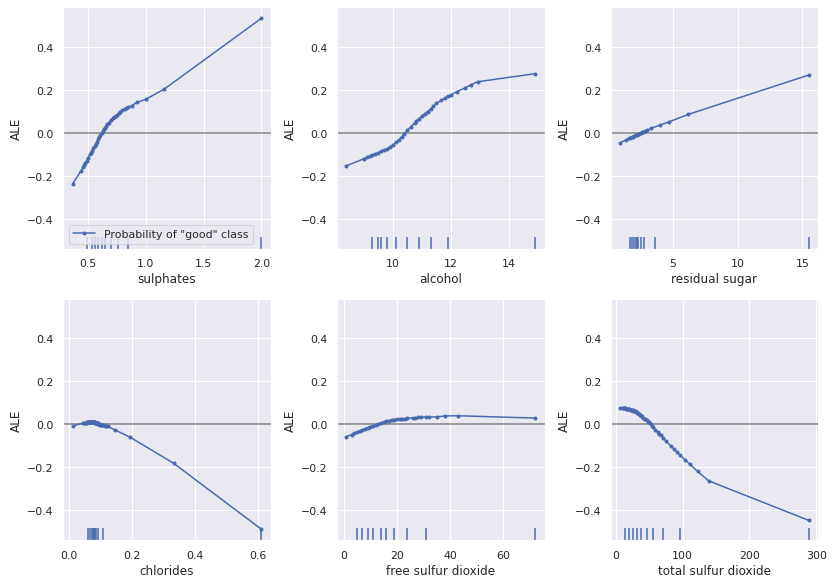 0.4
0.2
0.0
−0.2
−0.4
ALE
Probability of "good" class
0.5 1.0 1.5 2.0
sulphates
0.4
0.2
0.0
−0.2
−0.4
ALE
10 12 14
alcohol
0.4
0.2
0.0
−0.2
−0.4
ALE
5 10 15
residual sugar
0.4
0.2
0.0
−0.2
−0.4
ALE
0.0 0.2 0.4 0.6
chlorides
0.4
0.2
0.0
−0.2
−0.4
ALE
0 20 40 60
free sulfur dioxide
0.4
0.2
0.0
−0.2
−0.4
ALE
0 100 200 300
total sulfur dioxide